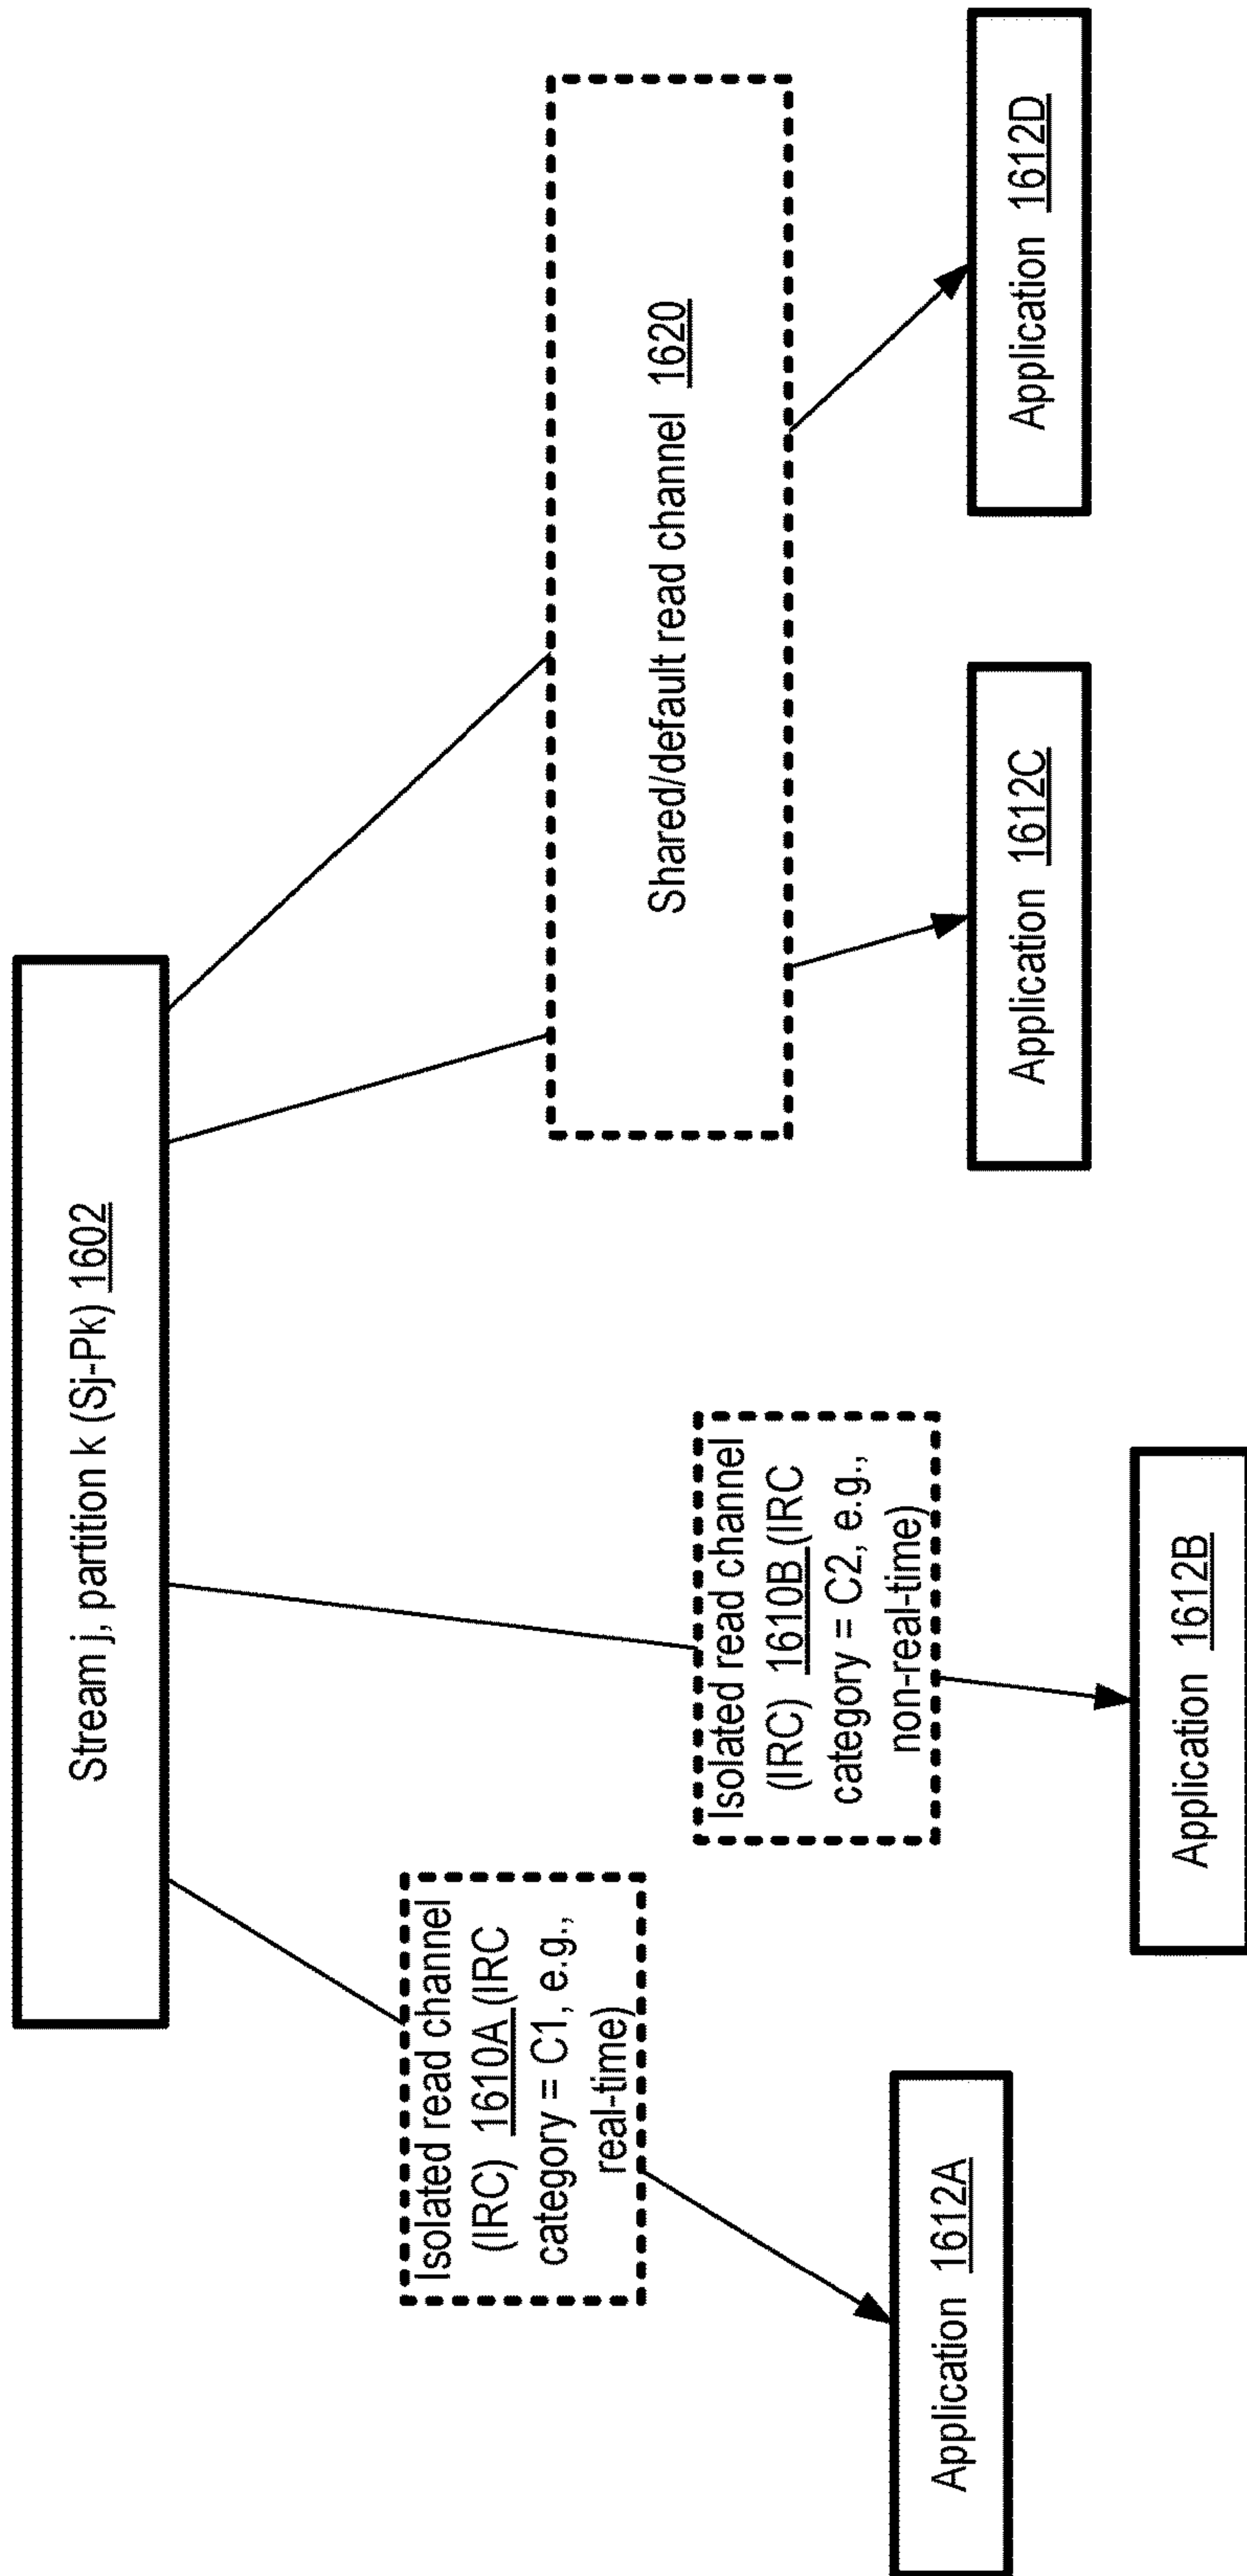 Stream j, partition k (Sj-Pk) 1602
Isolated read channel
(IRC) 1610A (IRC
category = C1, e.g.,
real-time)
Isolated read channel
(IRC) 1610B (IRC
category = C2, e.g.,
non-real-time)
Shared/default read channel 1620
Application 1612A
Application 1612B
Application 1612C
Application 1612D